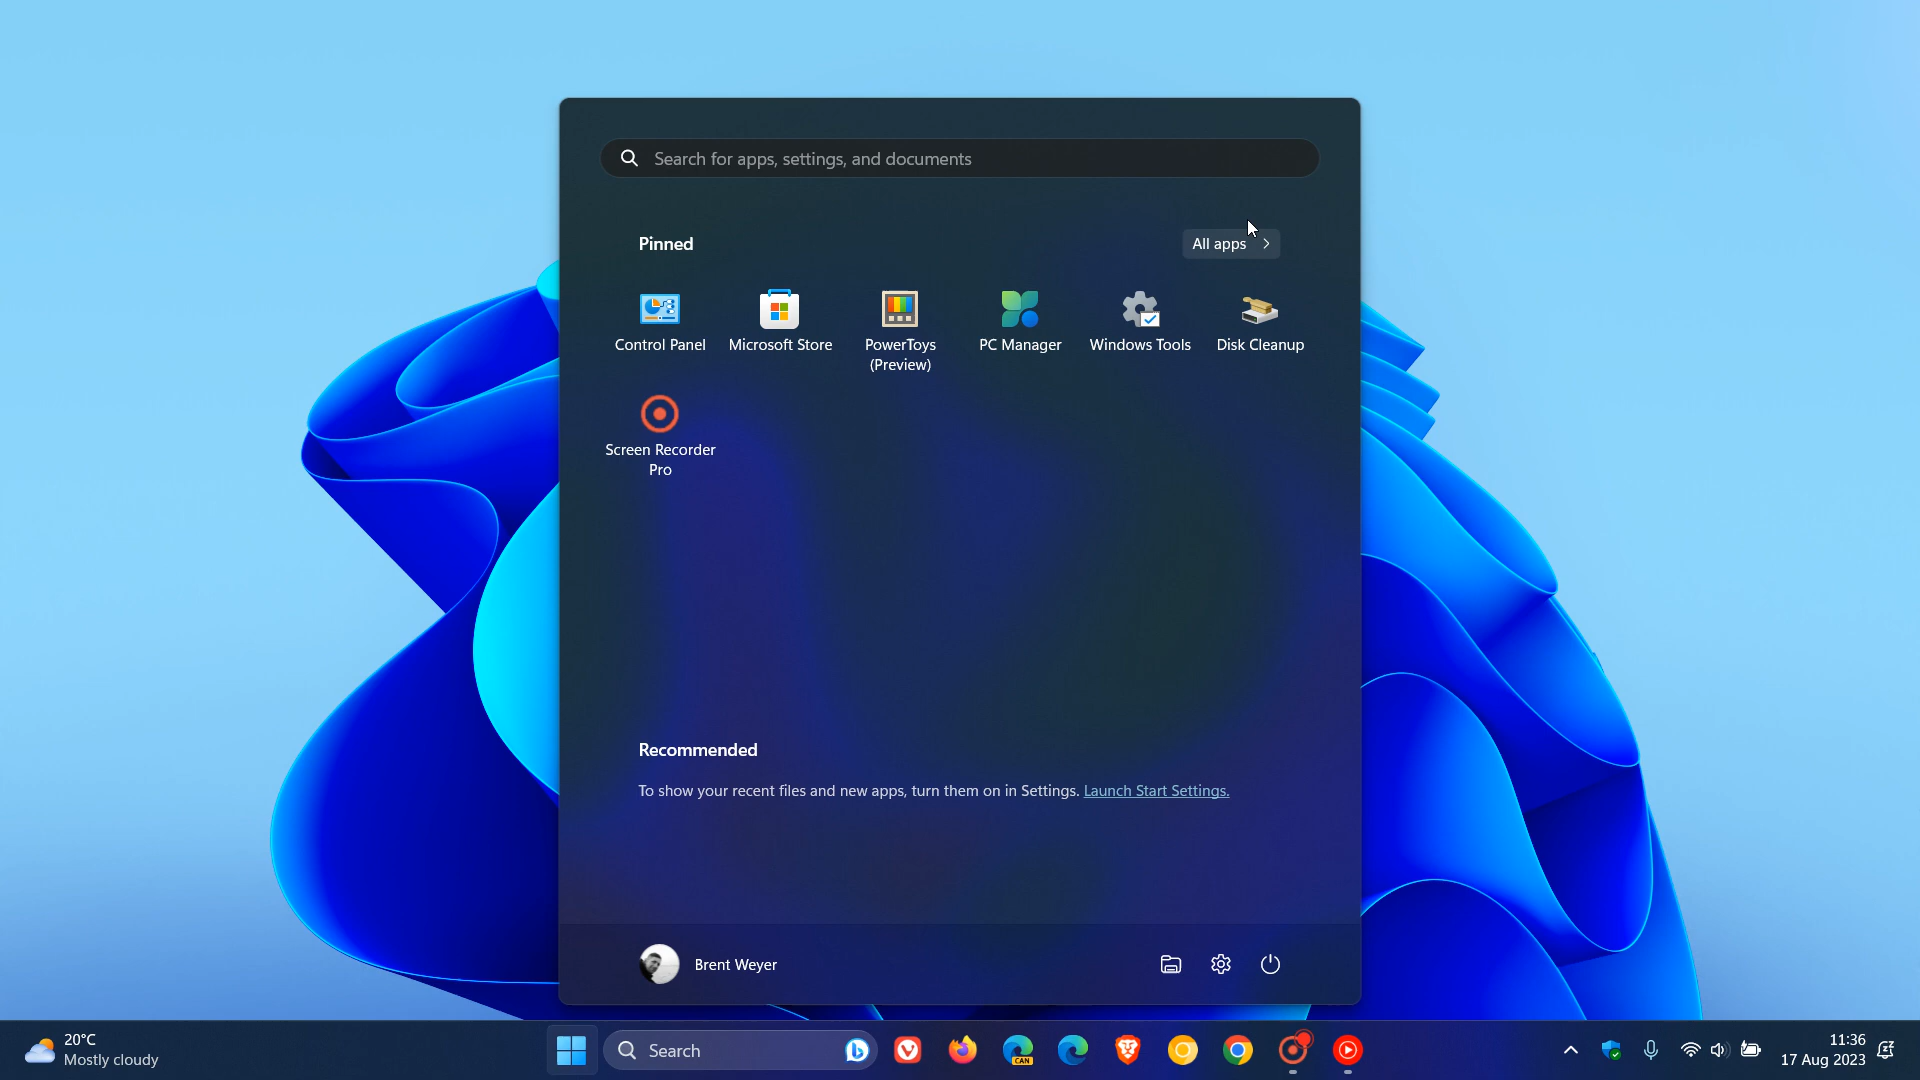 Search for apps, settings, and documents
Pinned
All apps
Control Panel
Microsoft Store
PowerToys
(Preview)
PC Manager
Windows Tools
Disk Cleanup
Screen Recorder
Pro
Recommended
To show your recent files and new apps, turn them on in Settings. Launch Start Settings.
Brent Weyer
20°C
Mostly cloudy
Search
CAN
11:36
17 Aug 2023